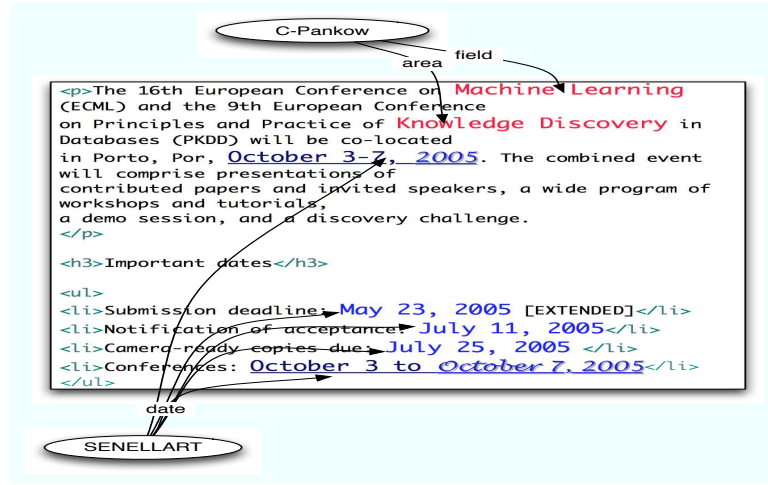 C-Pankow
area field
<p>The 16th European Conference on Machine Learning
(ECML) and the 9th European Conference
on Principles and Practice of Knowledge Discovery in
Databases (PKDD) will be co-located
in Porto, Por, October 3-7, 2005. The combined event
will comprise presentations of
contributed papers and invited speakers, a wide program of
workshops and tutorials,
a demo session, and a discovery challenge.
</p>
<h3>Important dates</h3>
<ul>
<li>Submission deadline: May 23, 2005 [EXTENDED]</li>
<li>Notification of acceptance: July 11, 2005</li>
<li>Camera-ready copies due: July 25, 2005 </li>
<li>Conferences: October 3 to October 7, 2005</li>
</ul>
date
SENELLART